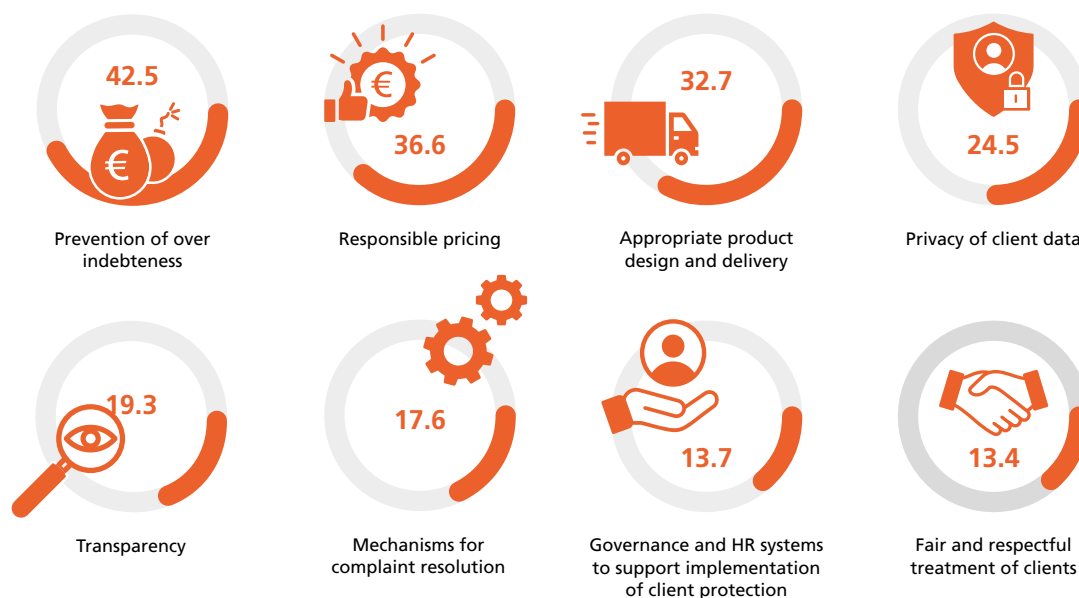 42.5
€
Prevention of over
indebteness
€
36.6
Responsible pricing
32.7
Appropriate product
design and delivery
24.5
Privacy of client data
19.3
Transparency
17.6
Mechanisms for
complaint resolution
13.7
Governance and HR systems
to support implementation
of client protection
13.4
Fair and respectful
treatment of clients